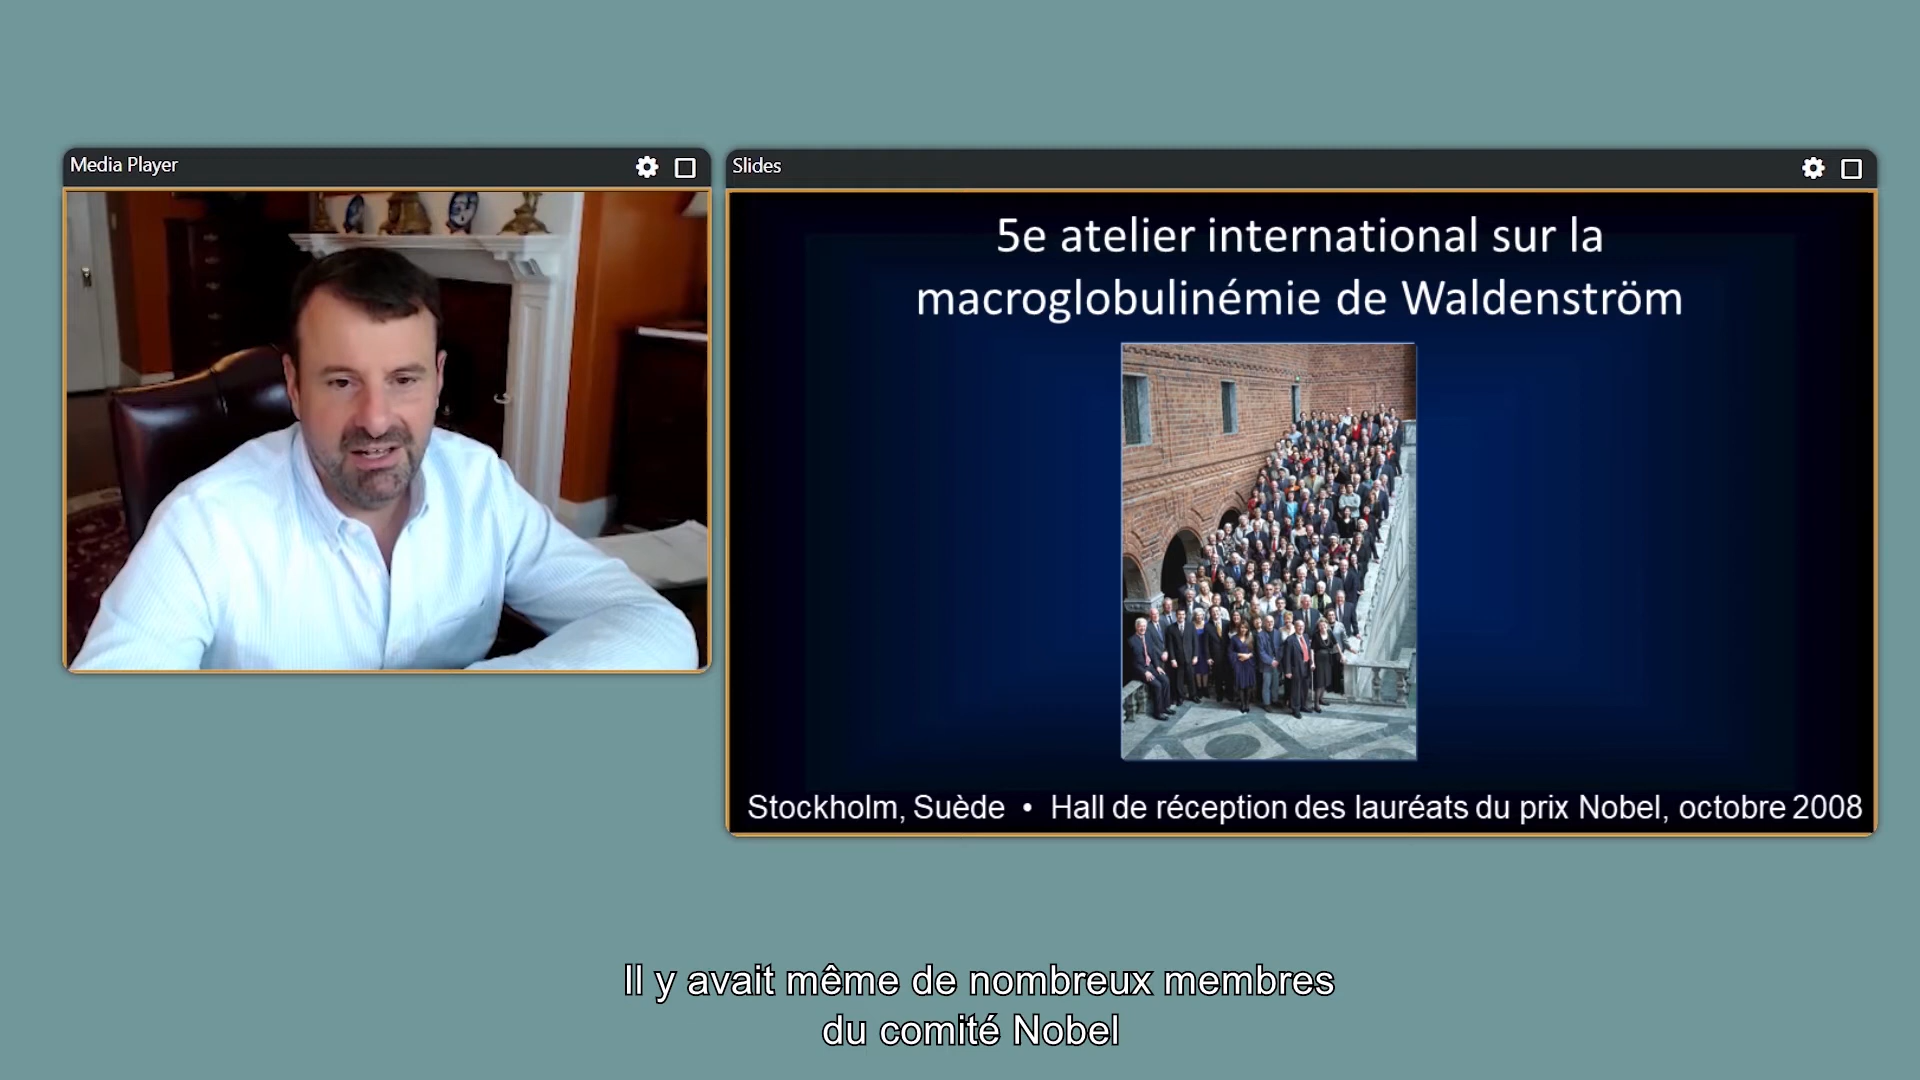 Media Player
Slides
5e atelier international sur la
macroglobulinémie de Waldenström
Stockholm, Suède • Hall de réception des lauréats du prix Nobel, octobre 2008
Il y avait même de nombreux membres
du comité Nobel